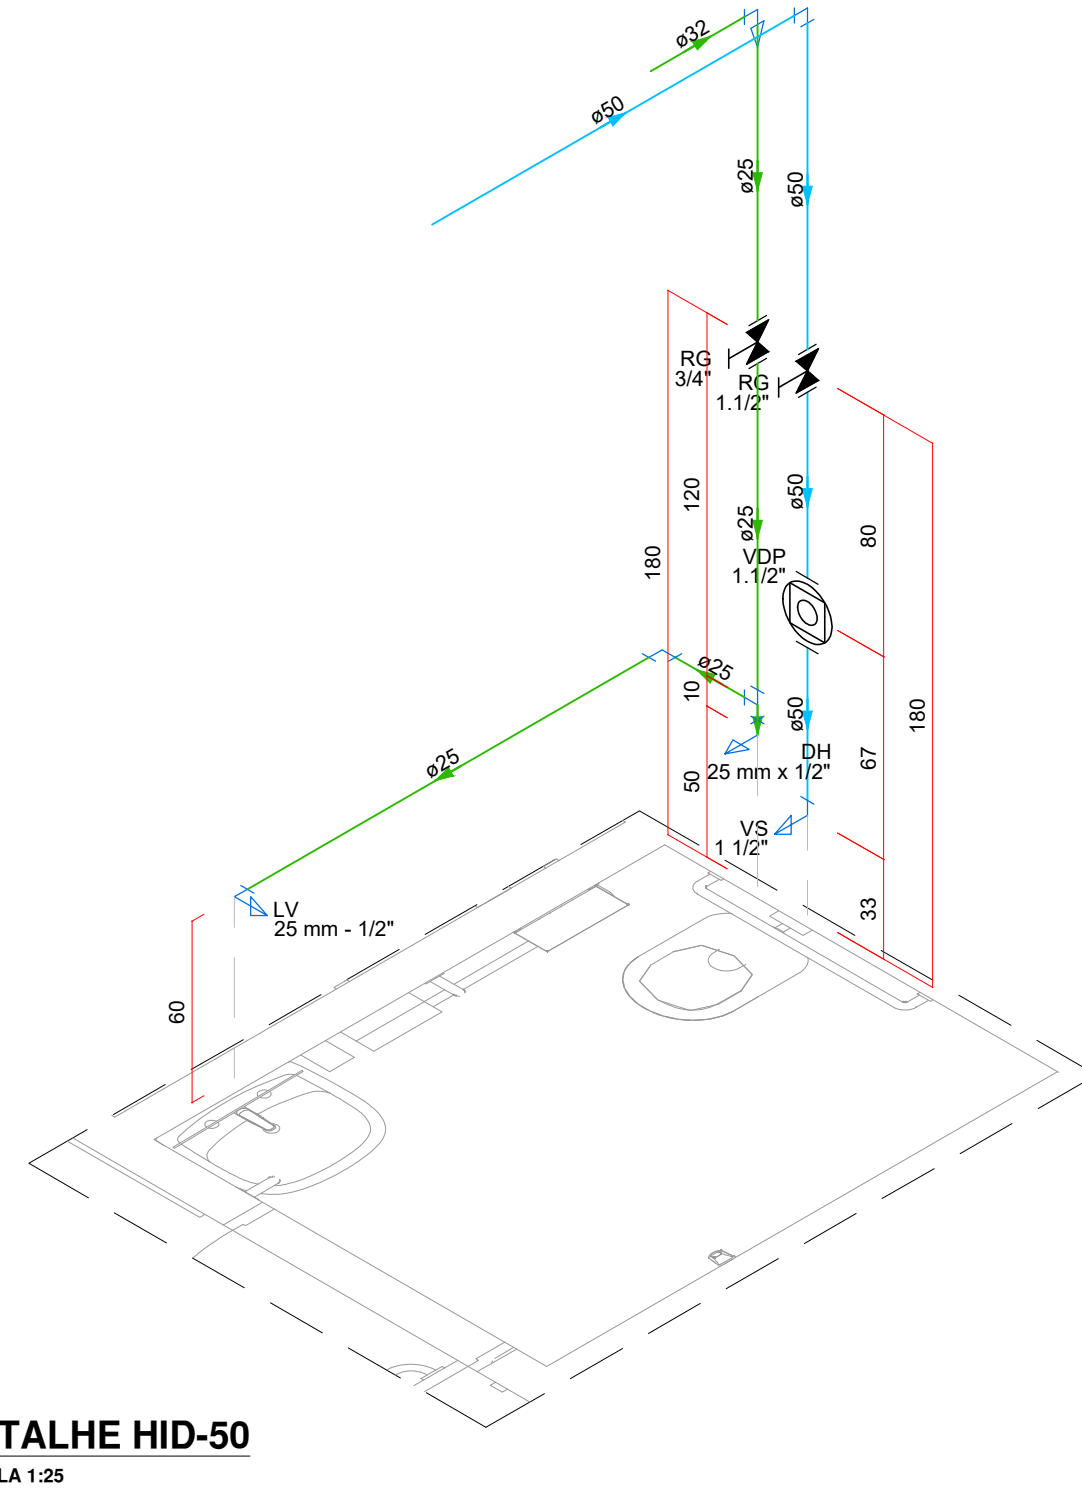 ø32
ø50
ø25
ø50
RG
3/4"
RG
1.1/2"
120
ø50
ø25
80
180
VDP
1.1/2"
ø25
10
ø50
180
ø25
DH
25 mm x 1/2"
67
50
VS
1 1/2"
LV
25 mm - 1/2"
33
60
TALHE HID-50
LA 1:25